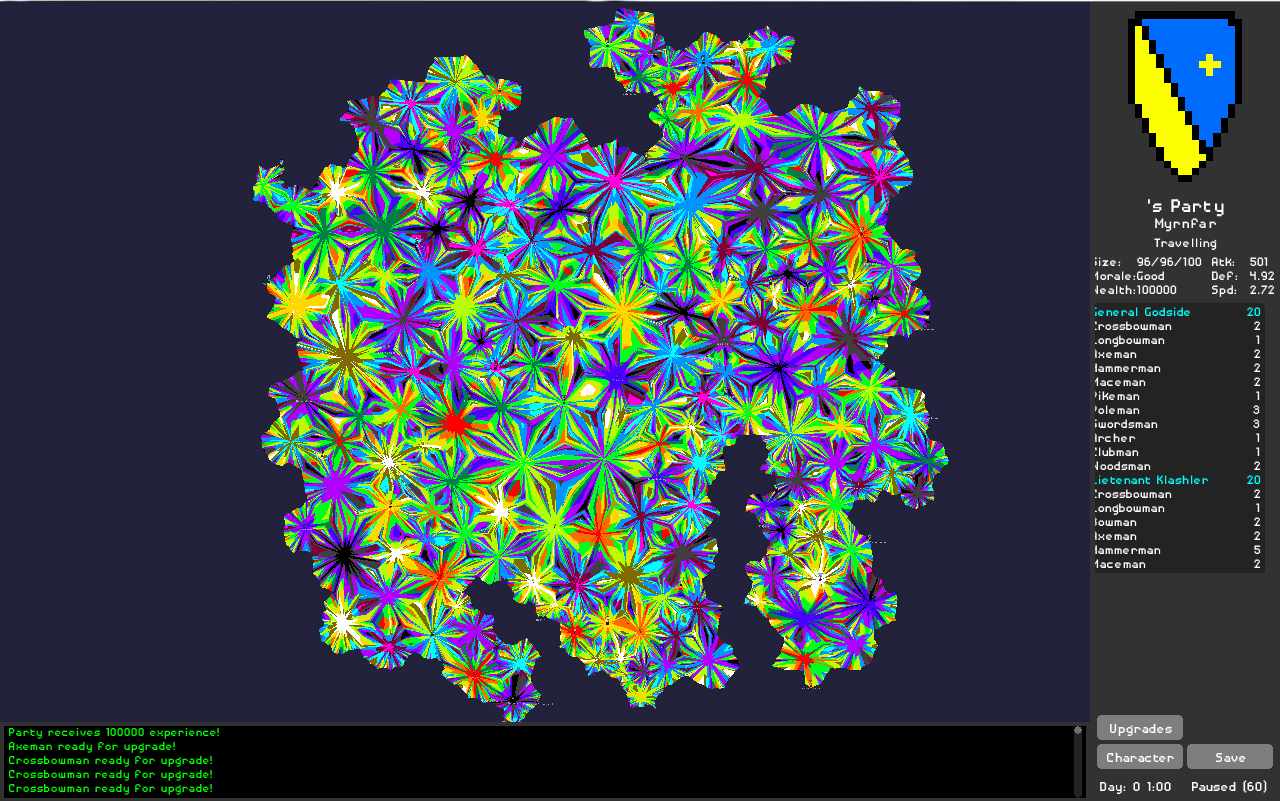 's Party
Myrnfar
Travelling
Size: 96/96/100 Atk: 501
Morale:Good Def: 4.92
Wealth:100000 Spd: 2.72
General Godside 20
Crossbowman 2
Longbowman 1
Axeman 2
Hammerman 2
Maceman 2
Pikeman 1
Poleman 3
Swordsman 3
Archer 1
Clubman 1
Woodsman 2
Lietenant Klashler 20
Crossbowman 2
Longbowman 1
Bowman 2
Axeman 2
Hammerman 5
Maceman 2
Party receives 100000 experience!
Axeman ready for upgrade!
Crossbowman ready for upgrade!
Crossbowman ready for upgrade!
Crossbowman ready for upgrade!
Upgrades
Character Save
Day: 0 1:00 Paused (60)